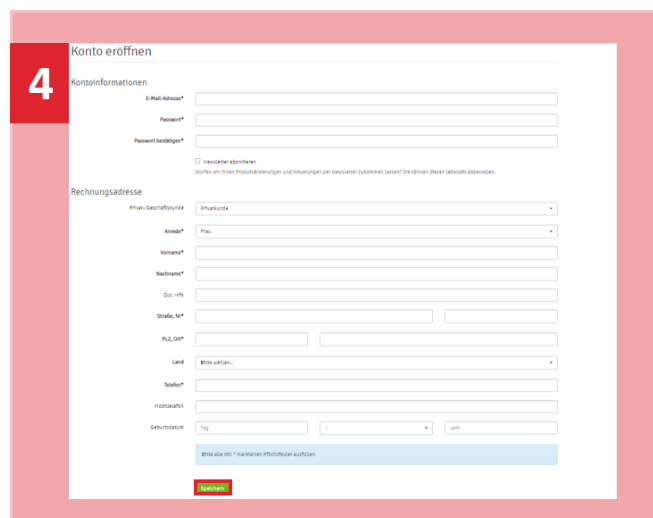 Konto eröffnen
4
Kontoinformationen
E-Mail-Adresse*
Passwort*
Passwort bestätigen*
Newsletter abonnieren
Dürfen wir Ihnen Produktänderungen und Neuerungen per Newsletter zukommen lassen? Sie können diesen jederzeit abbestellen.
Rechnungsadresse
Privat-/Geschäftskunde Privatkunde
Anrede* Frau
Vorname*
Nachname*
Zus. Info
Straße, Nr*
PLZ, Ort*
Land Bitte wählen...
Telefon*
Mobiltelefon
Geburtsdatum Tag - Jahr
Bitte alle mit * markierten Pflichtfelder ausfüllen
Speichern